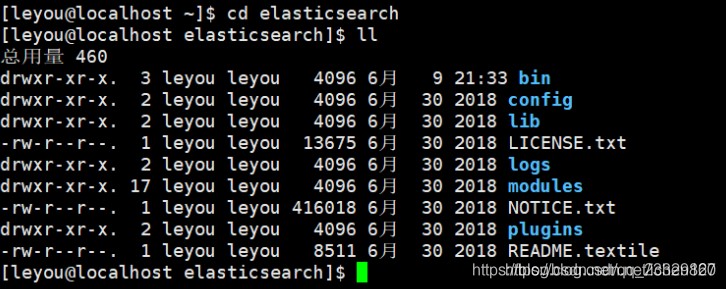 [leyou@localhost ~]$ cd elasticsearch
[leyou@localhost elasticsearch]$ ll
总用量 460
drwxr-xr-x.  3 leyou leyou   4096 6月   9 21:33 bin
drwxr-xr-x.  2 leyou leyou   4096 6月  30 2018 config
drwxr-xr-x.  2 leyou leyou   4096 6月  30 2018 lib
-rw-r--r--.  1 leyou leyou  13675 6月  30 2018 LICENSE.txt
drwxr-xr-x.  2 leyou leyou   4096 6月  30 2018 logs
drwxr-xr-x. 17 leyou leyou   4096 6月  30 2018 modules
-rw-r--r--.  1 leyou leyou 416018 6月  30 2018 NOTICE.txt
drwxr-xr-x.  2 leyou leyou   4096 6月  30 2018 plugins
-rw-r--r--.  1 leyou leyou   8511 6月  30 2018 README.textile
[leyou@localhost elasticsearch]$